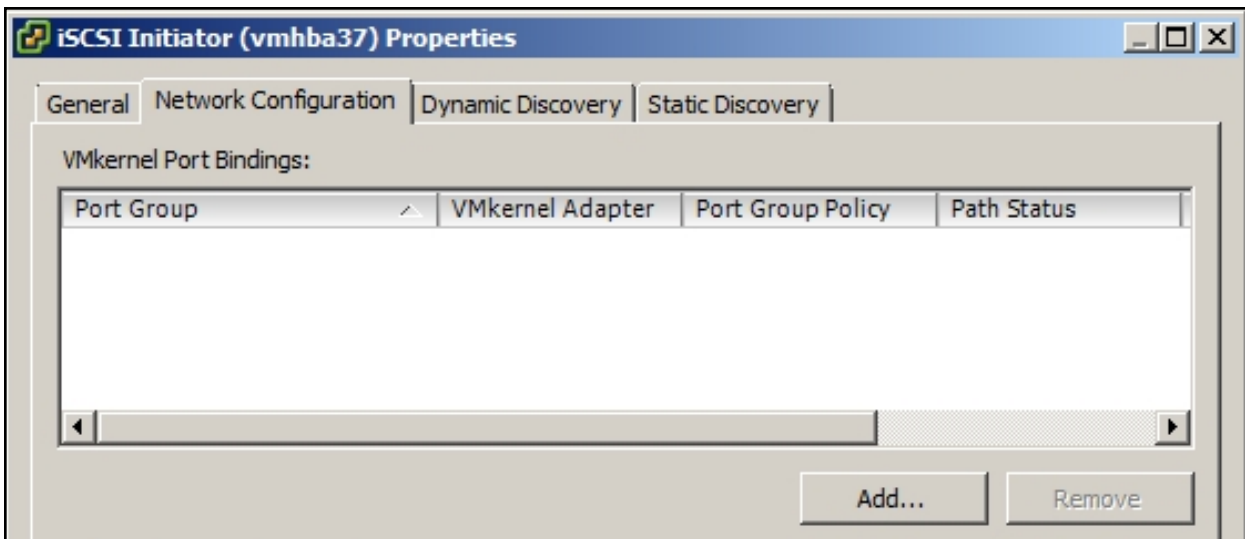 iSCSI Initiator (vmhba37) Properties
General Network Configuration Dynamic Discovery Static Discovery
VMkernel Port Bindings:
Port Group VMkernel Adapter Port Group Policy Path Status
Add... Remove